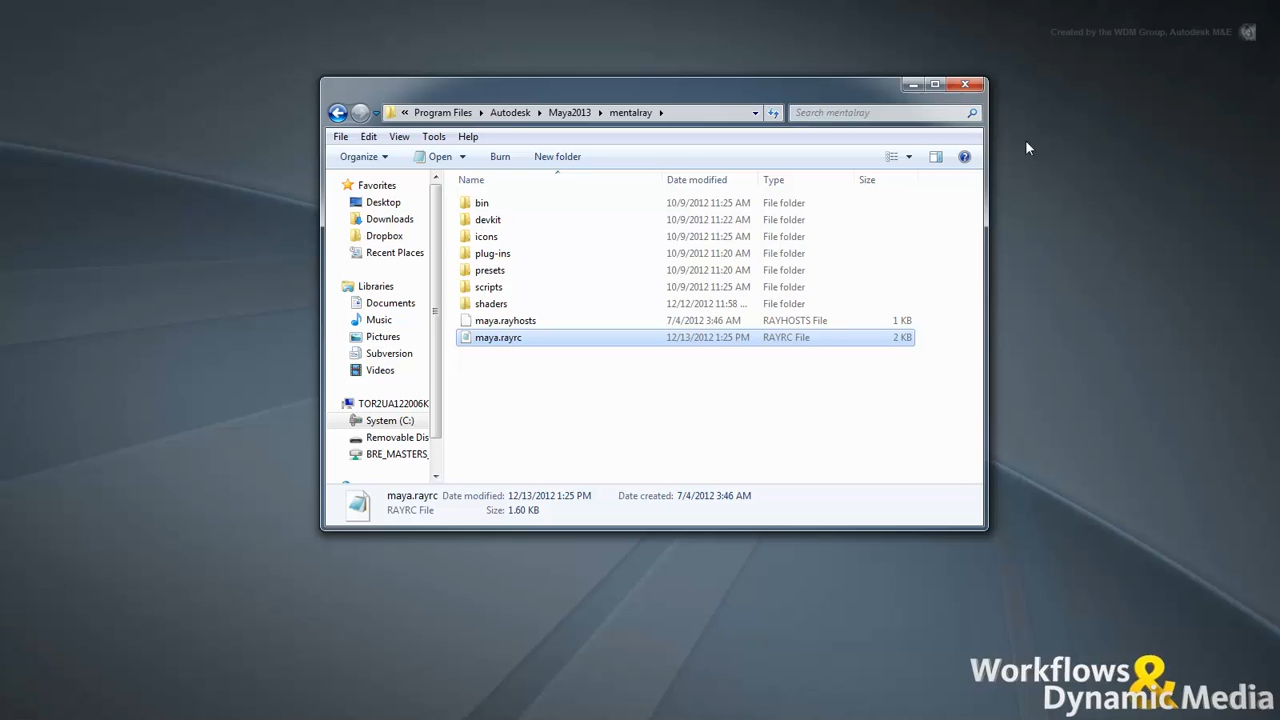 Created by the WDM Group, Autodesk M&E
« Program Files Autodesk Maya2013 mentalray
Search mentalray
File Edit View Tools Help
Organize Open Burn New folder
Name Date modified Type Size
Favorites
Desktop
Downloads
Dropbox
Recent Places
Libraries
Documents
Music
Pictures
Subversion
Videos
TOR2UA122006K
System (C:)
Removable Dis
BRE_MASTERS_
bin 10/9/2012 11:25 AM File folder
devkit 10/9/2012 11:22 AM File folder
icons 10/9/2012 11:25 AM File folder
plug-ins 10/9/2012 11:20 AM File folder
presets 10/9/2012 11:20 AM File folder
scripts 10/9/2012 11:25 AM File folder
shaders 12/12/2012 11:58 ... File folder
maya.rayhosts 7/4/2012 3:46 AM RAYHOSTS File 1 KB
maya.rayrc 12/13/2012 1:25 PM RAYRC File 2 KB
maya.rayrc Date modified: 12/13/2012 1:25 PM Date created: 7/4/2012 3:46 AM
RAYRC File Size: 1.60 KB
Workflows &
Dynamic Media